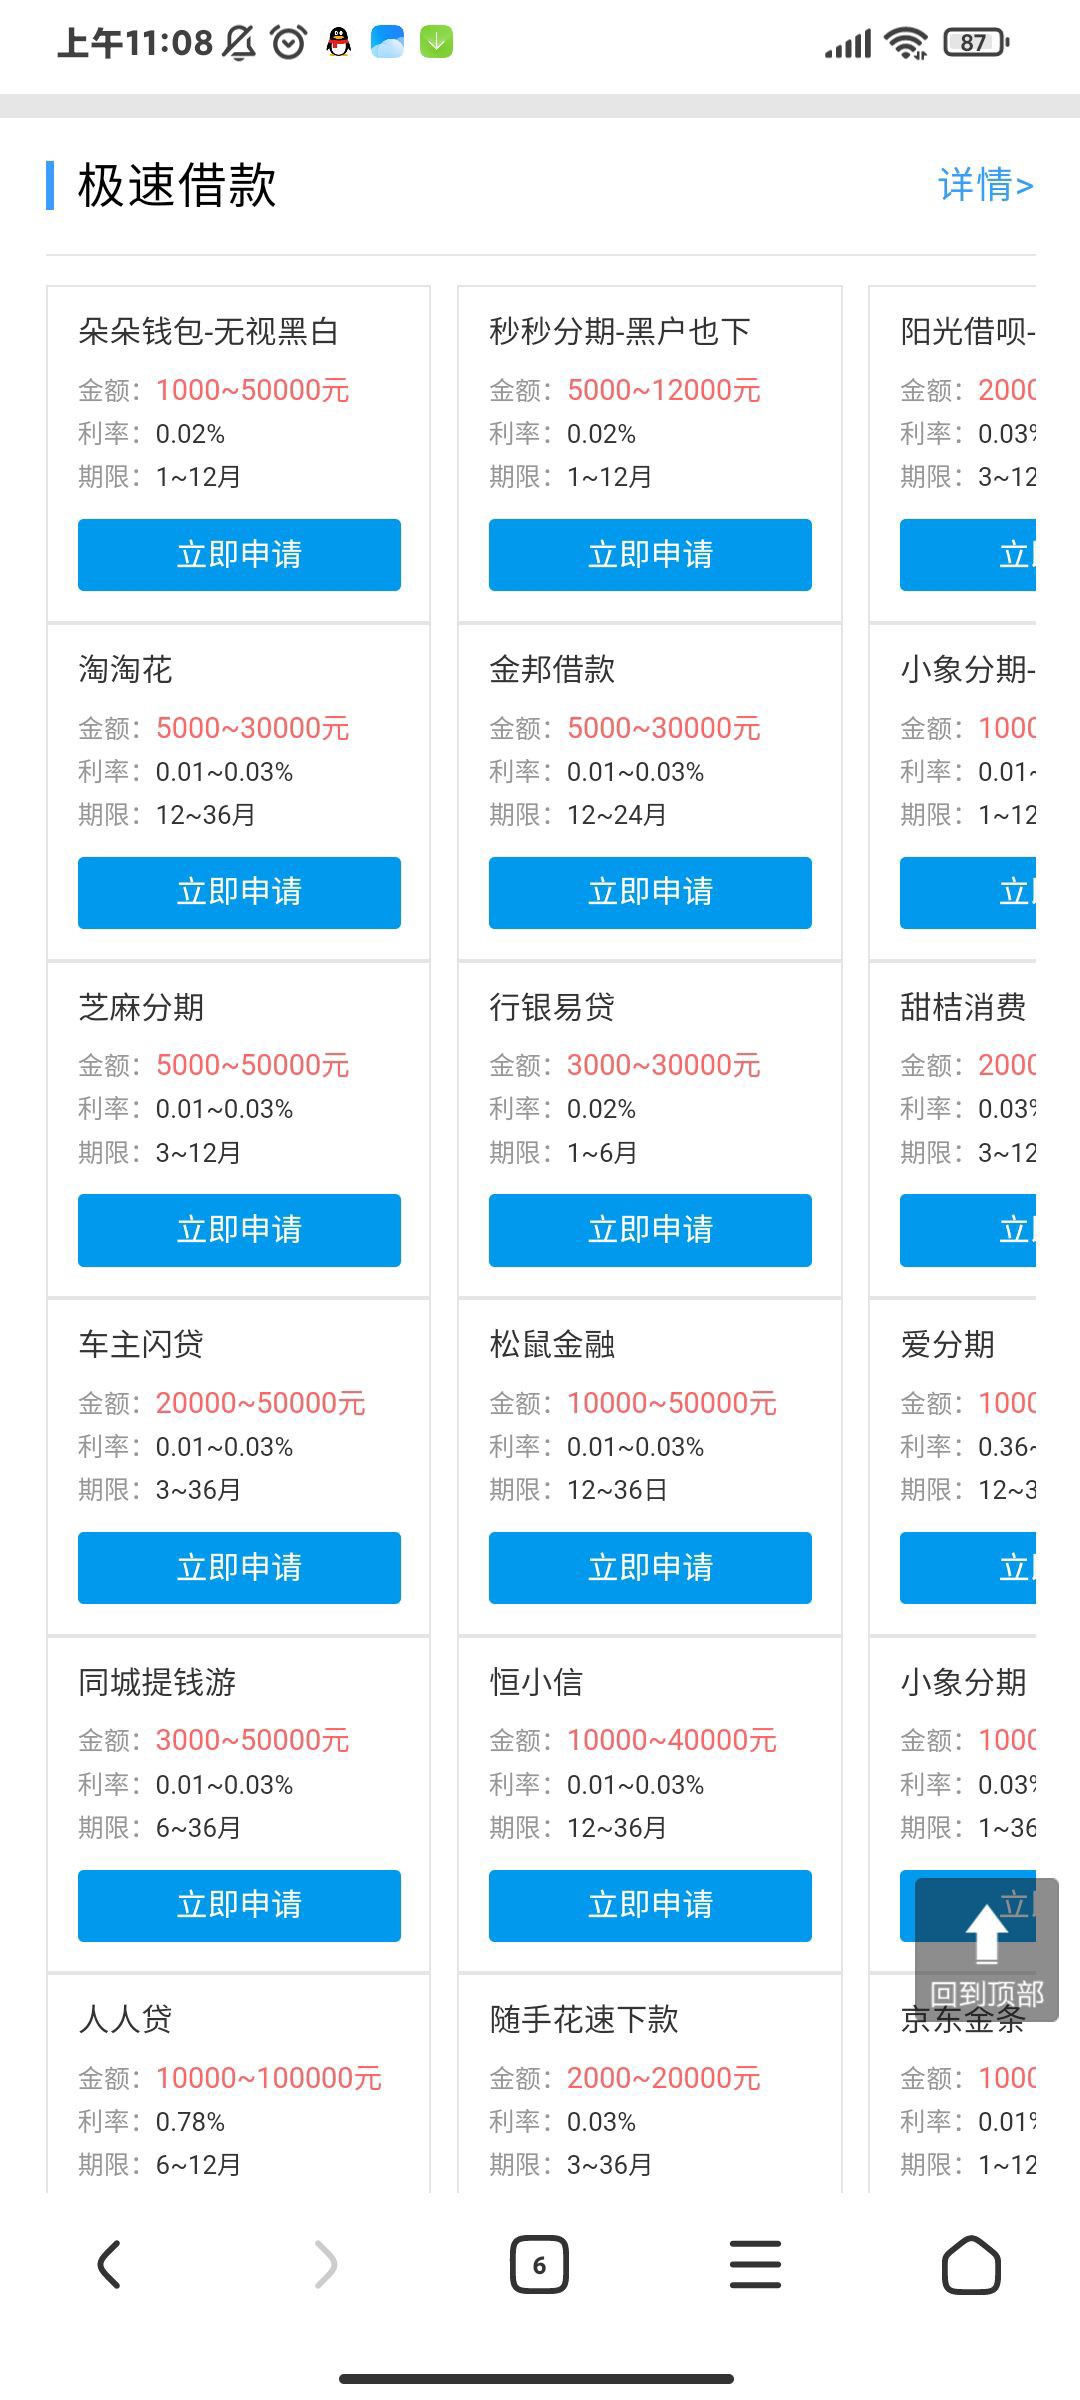 上午11:08
87
极速借款
详情>
朵朵钱包-无视黑白
金额：1000~50000元
利率：0.02%
期限：1~12月
立即申请
秒秒分期-黑户也下
金额：5000~12000元
利率：0.02%
期限：1~12月
立即申请
阳光借呗-
金额：2000
利率：0.03%
期限：3~12
立
淘淘花
金额：5000~30000元
利率：0.01~0.03%
期限：12~36月
立即申请
金邦借款
金额：5000~30000元
利率：0.01~0.03%
期限：12~24月
立即申请
小象分期-
金额：1000
利率：0.01~
期限：1~12
立
芝麻分期
金额：5000~50000元
利率：0.01~0.03%
期限：3~12月
立即申请
行银易贷
金额：3000~30000元
利率：0.02%
期限：1~6月
立即申请
甜桔消费
金额：2000
利率：0.03%
期限：3~12
立
车主闪贷
金额：20000~50000元
利率：0.01~0.03%
期限：3~36月
立即申请
松鼠金融
金额：10000~50000元
利率：0.01~0.03%
期限：12~36日
立即申请
爱分期
金额：1000
利率：0.36~
期限：12~3
立
同城提钱游
金额：3000~50000元
利率：0.01~0.03%
期限：6~36月
立即申请
恒小信
金额：10000~40000元
利率：0.01~0.03%
期限：12~36月
立即申请
小象分期
金额：1000
利率：0.03%
期限：1~36
立
回到顶部
人人贷
金额：10000~100000元
利率：0.78%
期限：6~12月
随手花速下款
金额：2000~20000元
利率：0.03%
期限：3~36月
京东金条
金额：1000
利率：0.01%
期限：1~12
6